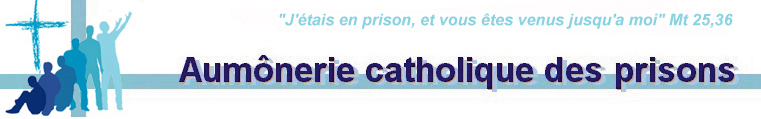 "J'étais en prison, et vous êtes venus jusqu'a moi" Mt 25,36
Aumônerie catholique des prisons